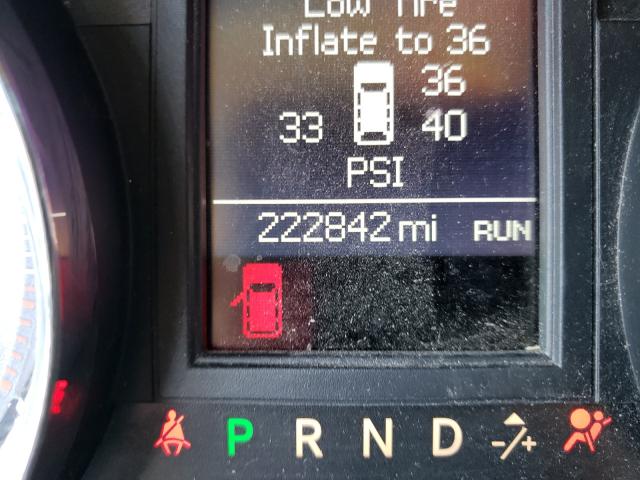 Low Tire
Inflate to 36
36
33 40
PSI
222842 mi RUN
P R N D -/+